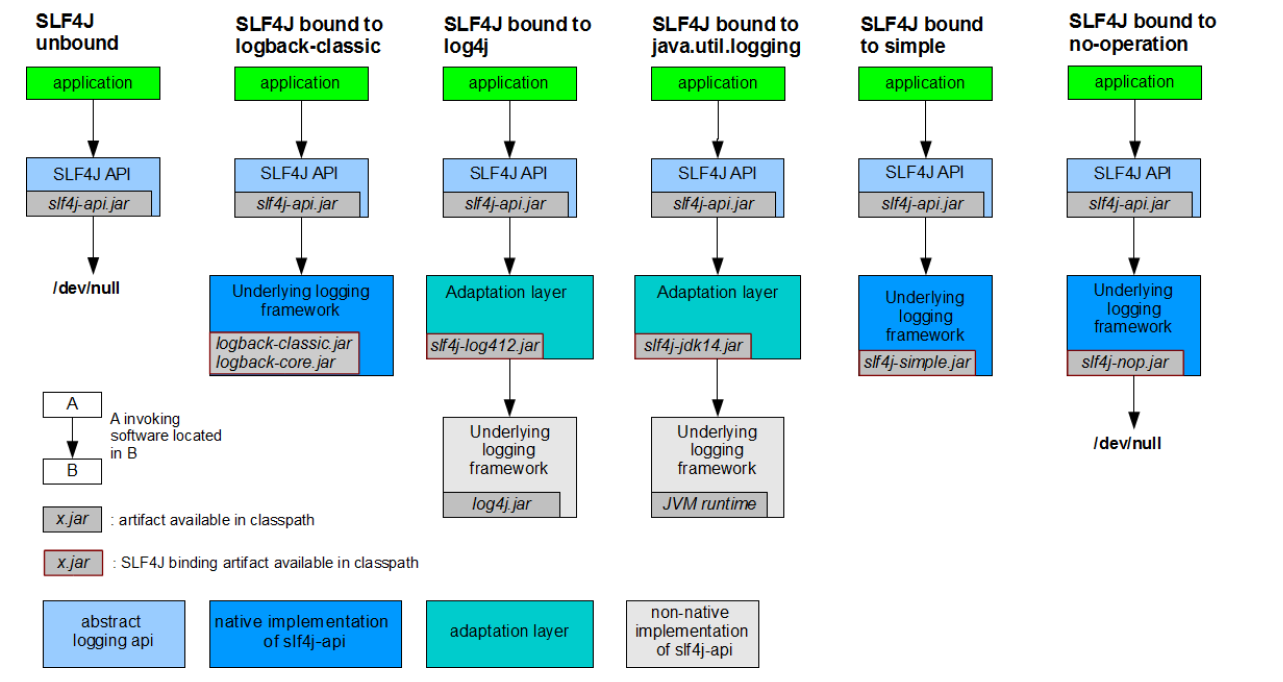 SLF4J
unbound
application
SLF4J API
slf4j-api.jar
/dev/null
SLF4J bound to
logback-classic
application
SLF4J API
slf4j-api.jar
Underlying logging
framework
logback-classic.jar
logback-core.jar
SLF4J bound to
log4j
application
SLF4J API
slf4j-api.jar
Adaptation layer
slf4j-log412.jar
Underlying
logging
framework
log4j.jar
SLF4J bound to
java.util.logging
application
SLF4J API
slf4j-api.jar
Adaptation layer
slf4j-jdk14.jar
Underlying
logging
framework
JVM runtime
SLF4J bound
to simple
application
SLF4J API
slf4j-api.jar
Underlying
logging
framework
slf4j-simple.jar
SLF4J bound to
no-operation
application
SLF4J API
slf4j-api.jar
Underlying
logging
framework
slf4j-nop.jar
/dev/null
A
B
A invoking
software located
in B
x.jar : artifact available in classpath
x.jar : SLF4J binding artifact available in classpath
abstract
logging api
native implementation
of slf4j-api
adaptation layer
non-native
implementation
of slf4j-api